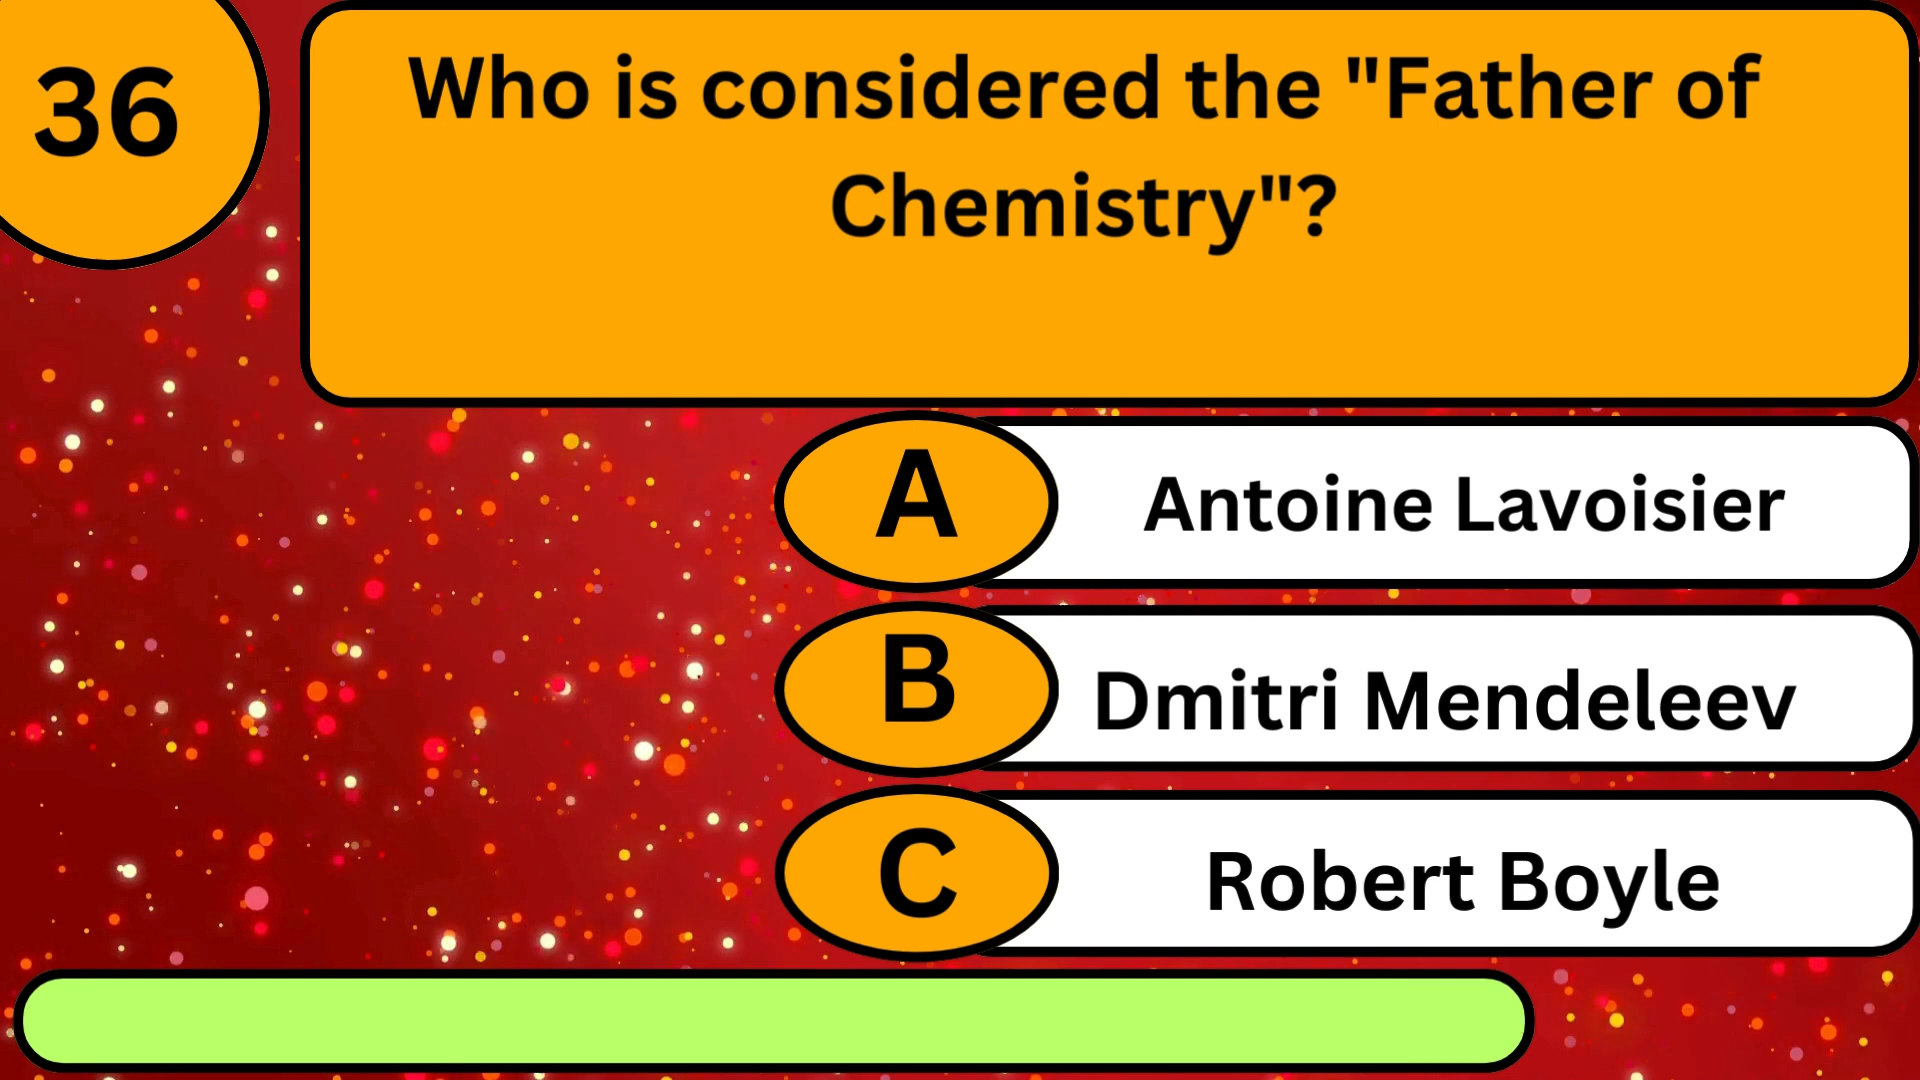 36
Who is considered the "Father of
Chemistry"?
A
Antoine Lavoisier
B
Dmitri Mendeleev
C
Robert Boyle